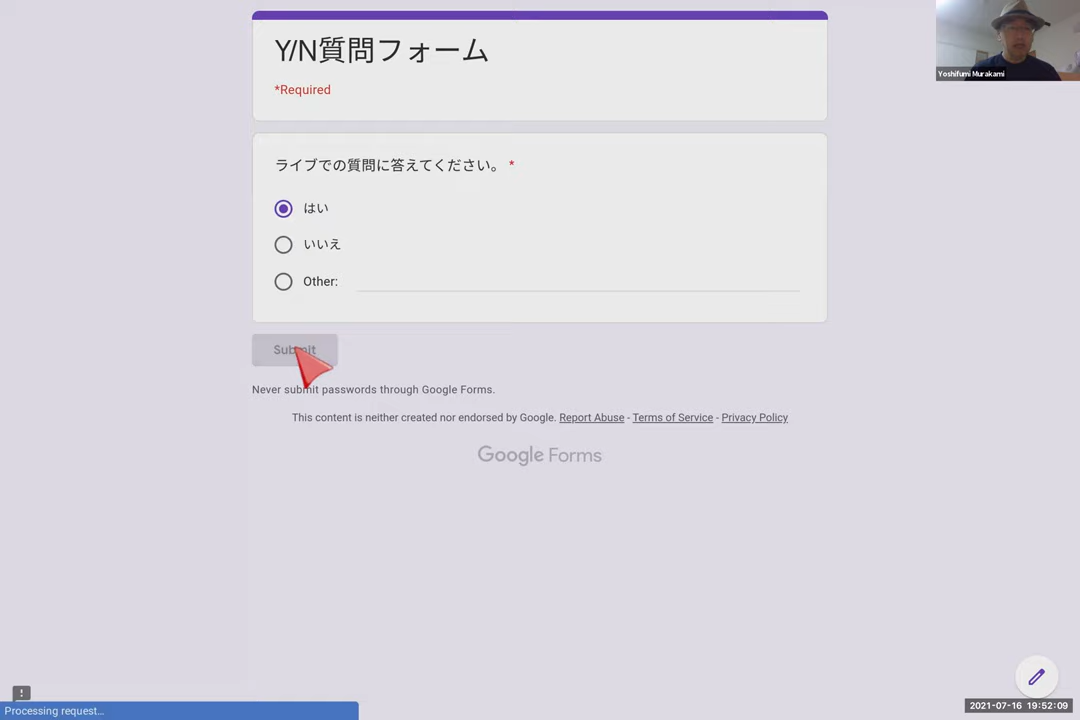 Y/N質問フォーム
*Required
Yoshifumi Murakami
ライブでの質問に答えてください。 *
はい
いいえ
Other:
Submit
Never submit passwords through Google Forms.
This content is neither created nor endorsed by Google. Report Abuse - Terms of Service - Privacy Policy
Google Forms
!
Processing request…
2021-07-16 19:52:09